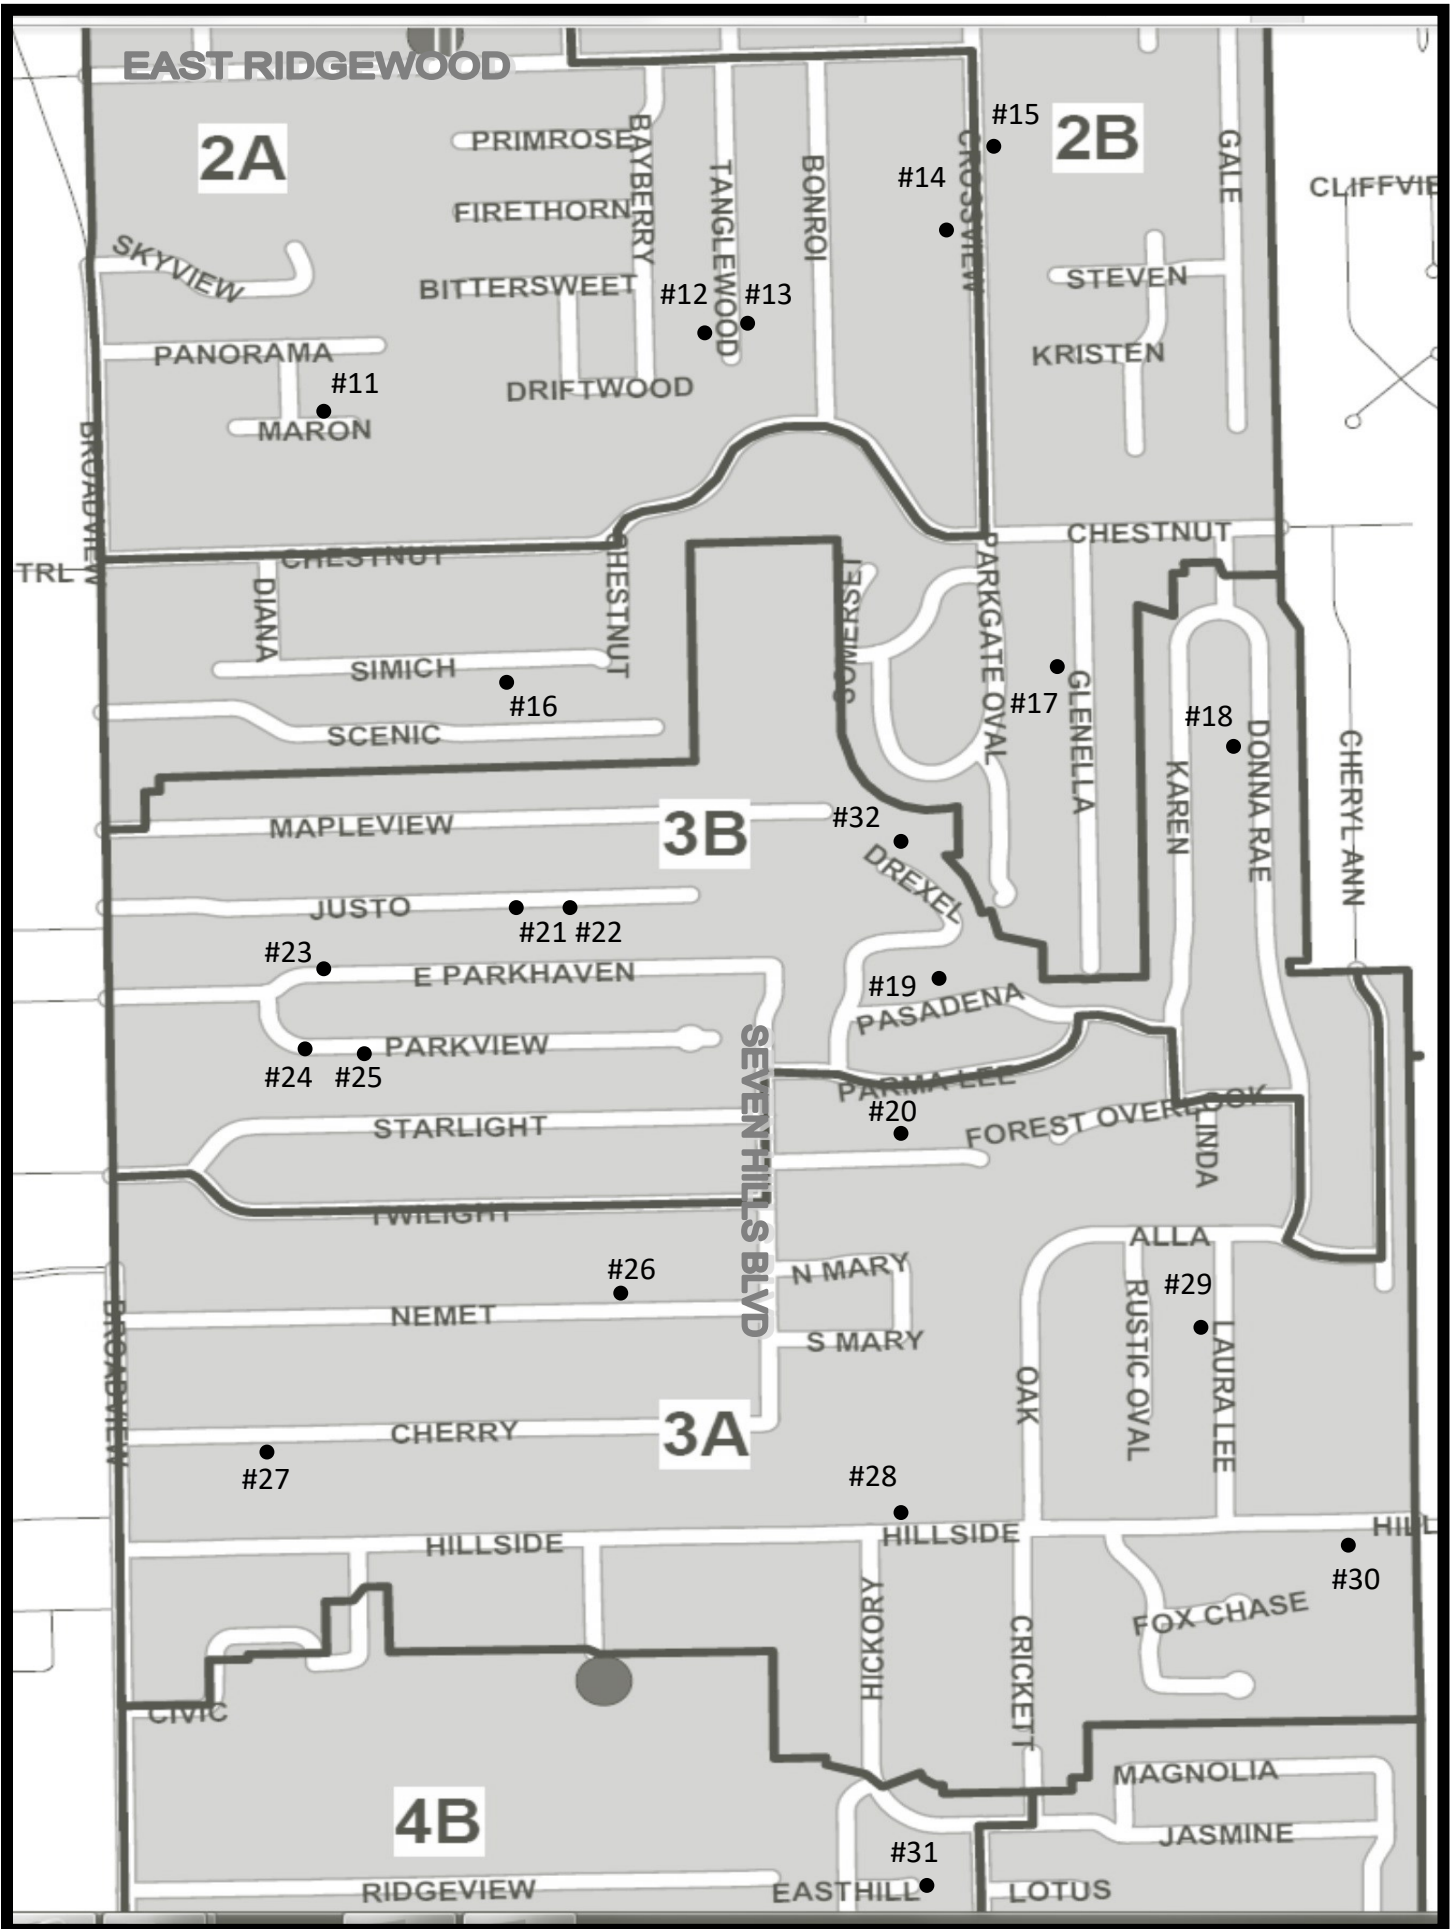 EAST RIDGEWOOD
#15
2A
2B
PRIMROSE
BAYBERRY
TANGLEWOOD
BONROI
CROSSVIEW
GALE
#14
CLIFFVIE
FIRETHORN
SKYVIEW
BITTERSWEET
#12
#13
STEVEN
PANORAMA
KRISTEN
#11
DRIFTWOOD
MARON
BROADVIEW
CHESTNUT
CHESTNUT
TRL
DIANA
CHESTNUT
SOMERSET
PARKGATE OVAL
SIMICH
#16
#17
GLENELLA
#18
SCENIC
KAREN
DONNA RAE
CHERYL ANN
MAPLEVIEW
3B
#32
DREXEL
JUSTO
#21 #22
#23
E PARKHAVEN
#19
PASADENA
PARKVIEW
#24
#25
SEVEN HILLS BLVD
PARMA LEE
#20
FOREST OVERLOOK
LINDA
STARLIGHT
TWILIGHT
ALLA
#26
N MARY
#29
NEMET
RUSTIC OVAL
LAURA LEE
S MARY
BROADVIEW
OAK
CHERRY
3A
#27
#28
HILLSIDE
HILLSIDE
HILL
#30
HICKORY
CRICKETT
FOX CHASE
CIVIC
MAGNOLIA
4B
JASMINE
#31
RIDGEVIEW
EASTHILL
LOTUS